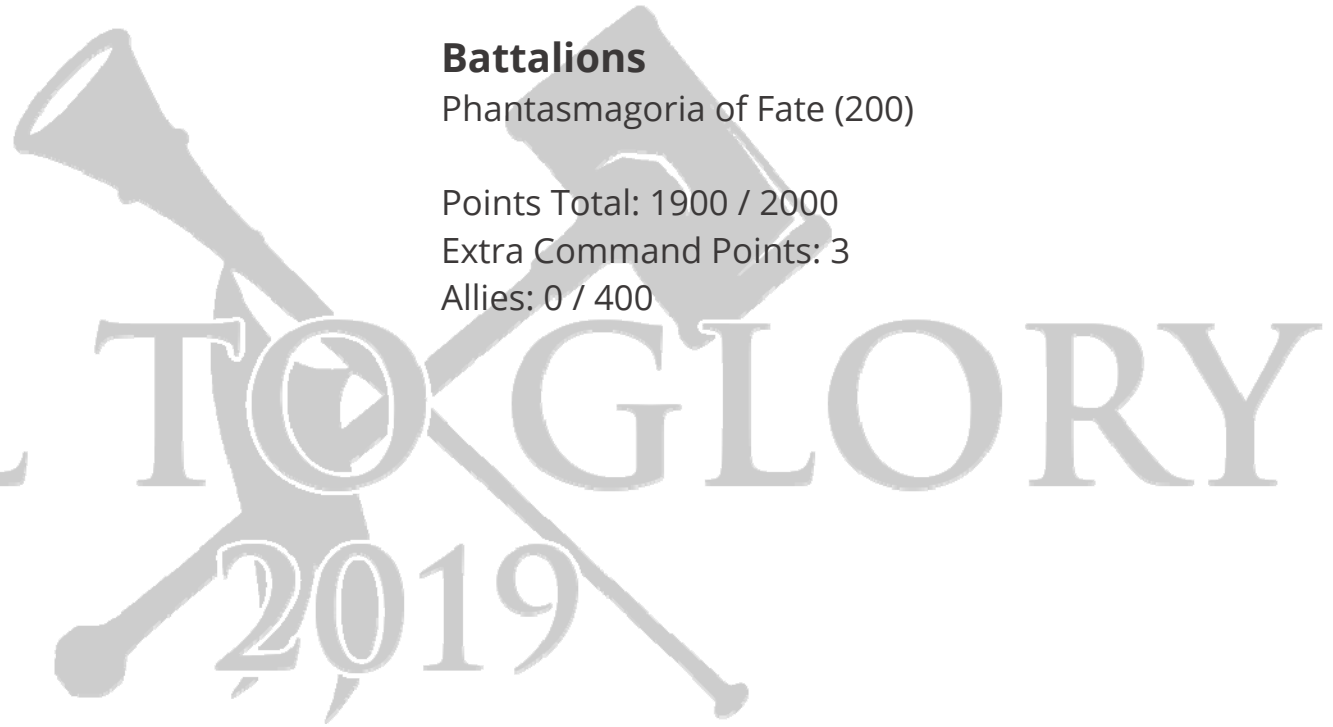 Battalions
Phantasmagoria of Fate (200)
Points Total: 1900 / 2000
Extra Command Points: 3
Allies: 0 / 400
TO GLORY
2019